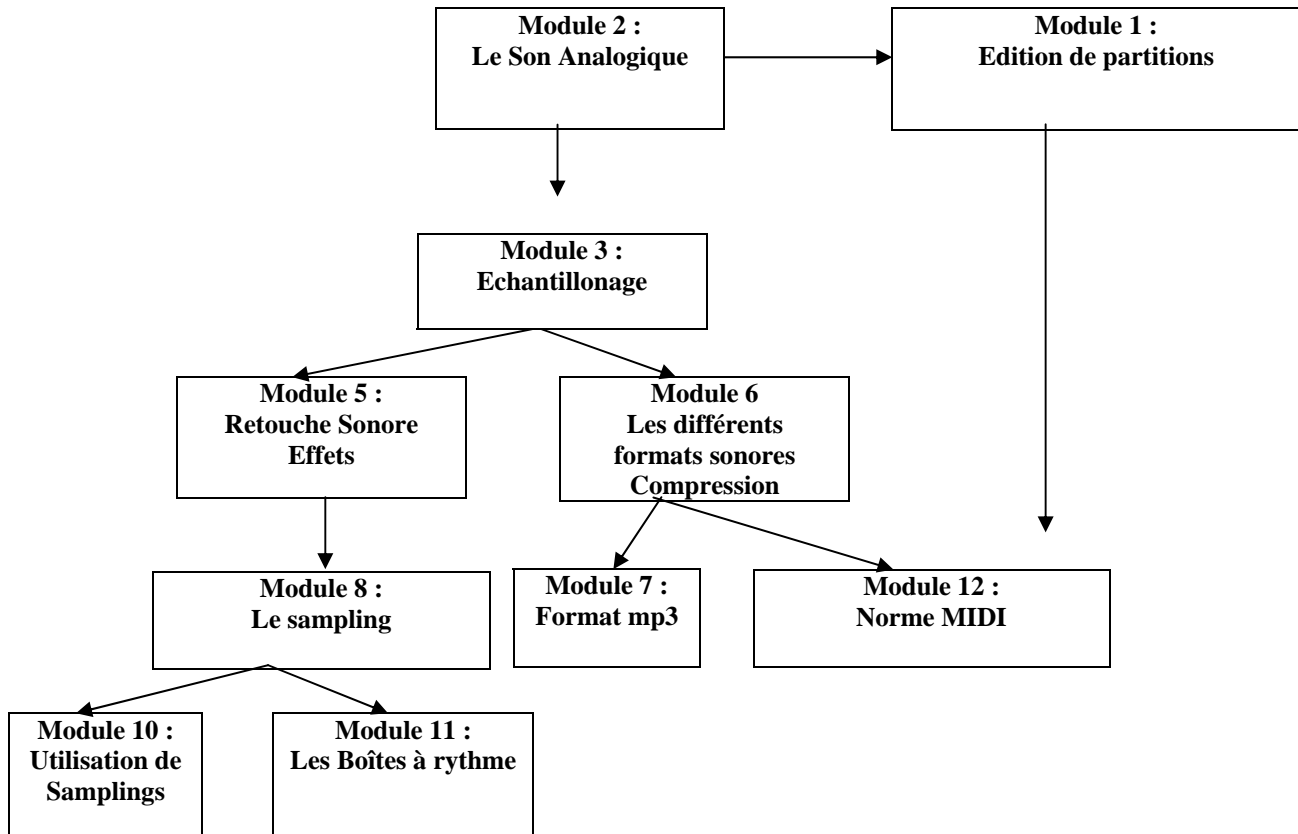 Module 2 :
Le Son Analogique
Module 1 :
Edition de partitions
Module 3 :
Echantillonage
Module 5 :
Retouche Sonore
Effets
Module 6
Les différents
formats sonores
Compression
Module 8 :
Le sampling
Module 7 :
Format mp3
Module 12 :
Norme MIDI
Module 10 :
Utilisation de
Samplings
Module 11 :
Les Boîtes à rythme